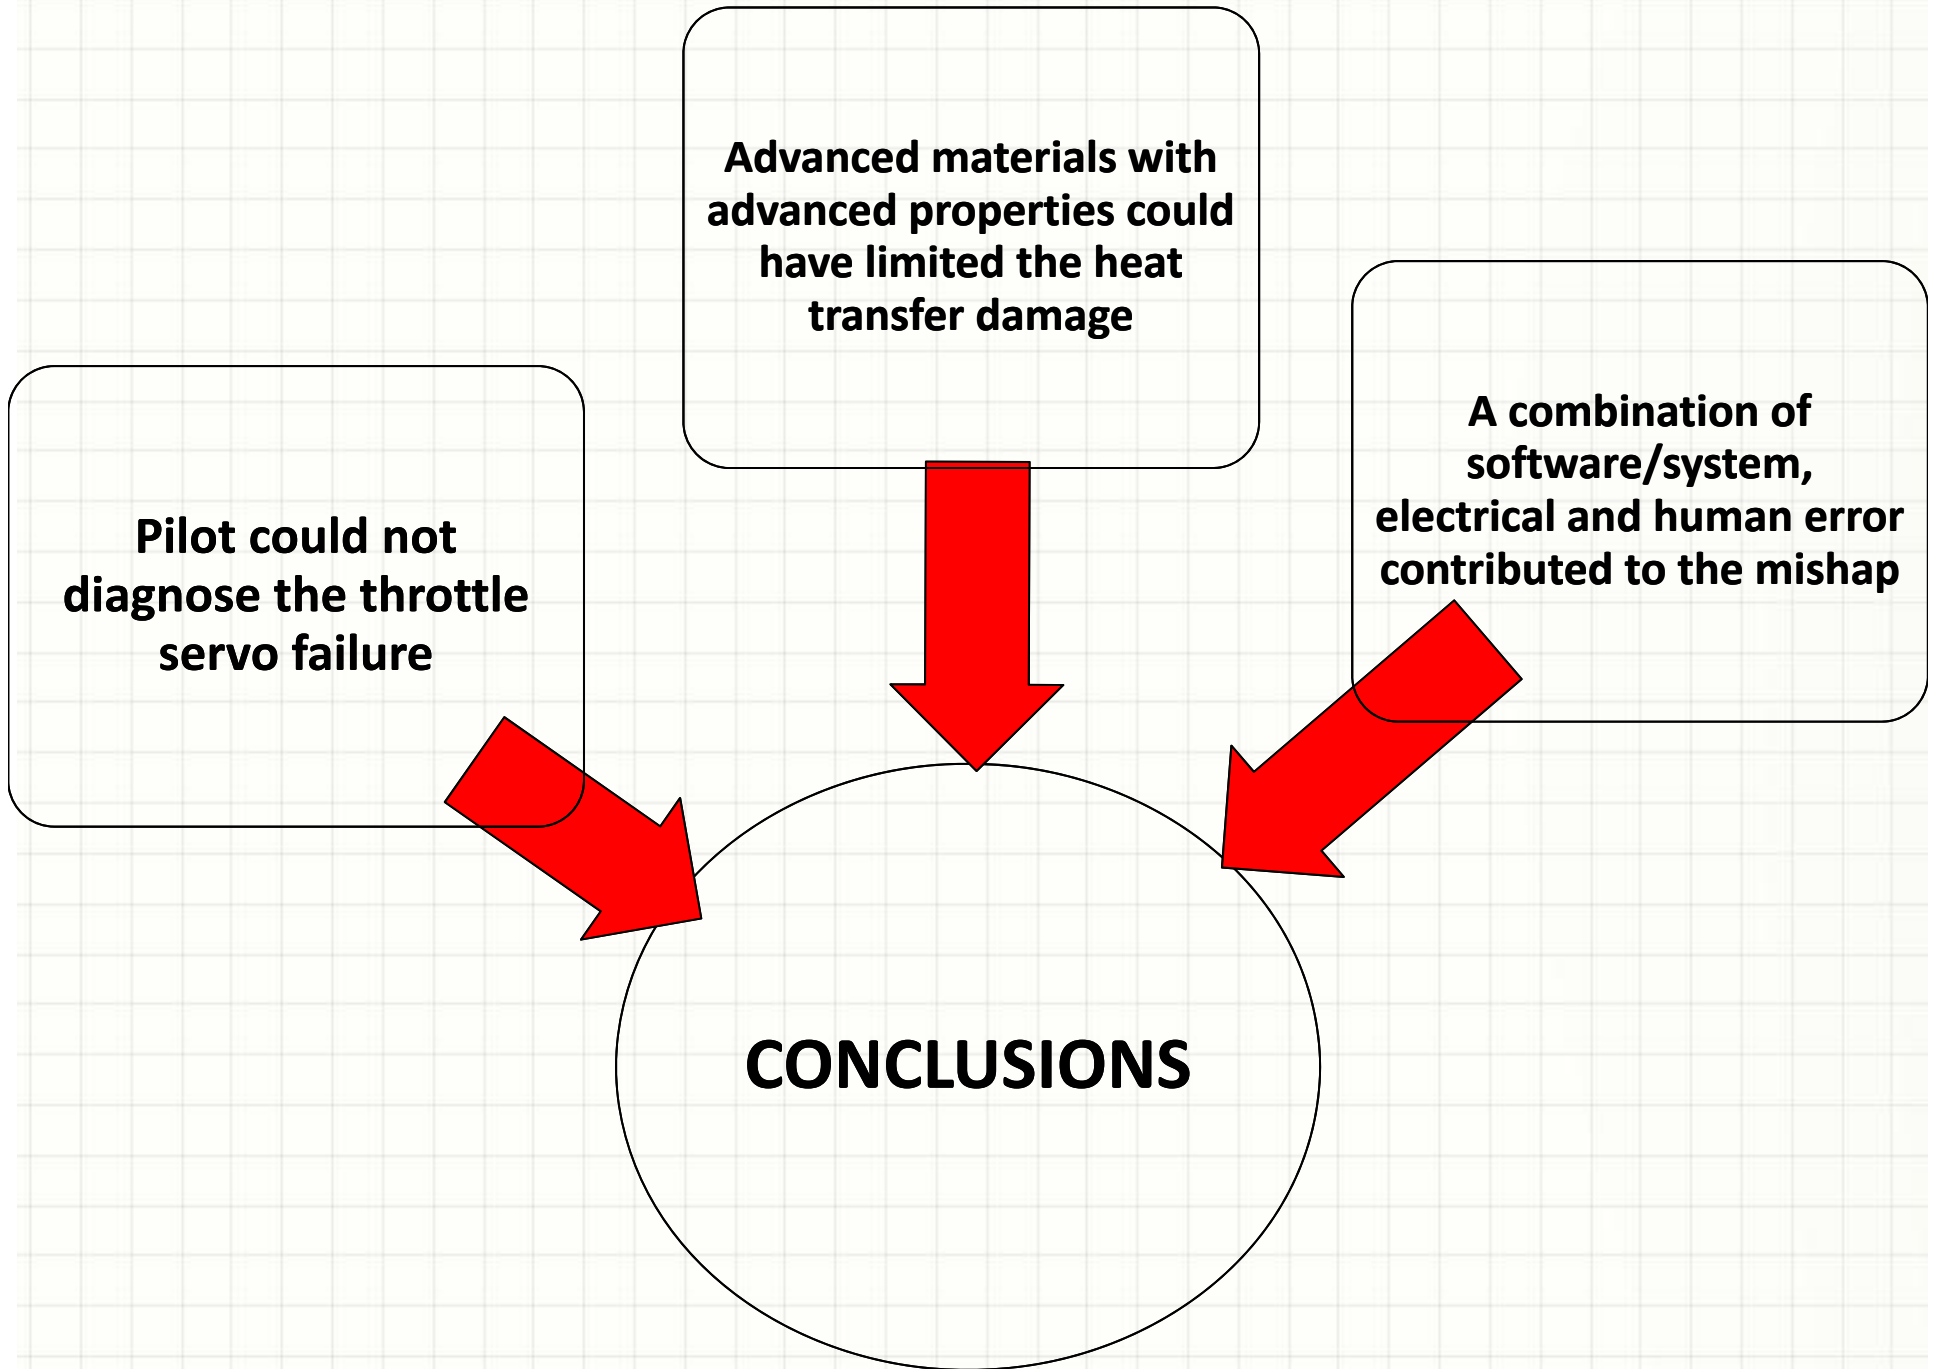 Advanced materials with
advanced properties could
have limited the heat
transfer damage
A combination of
software/system,
electrical and human error
contributed to the mishap
Pilot could not
diagnose the throttle
servo failure
CONCLUSIONS